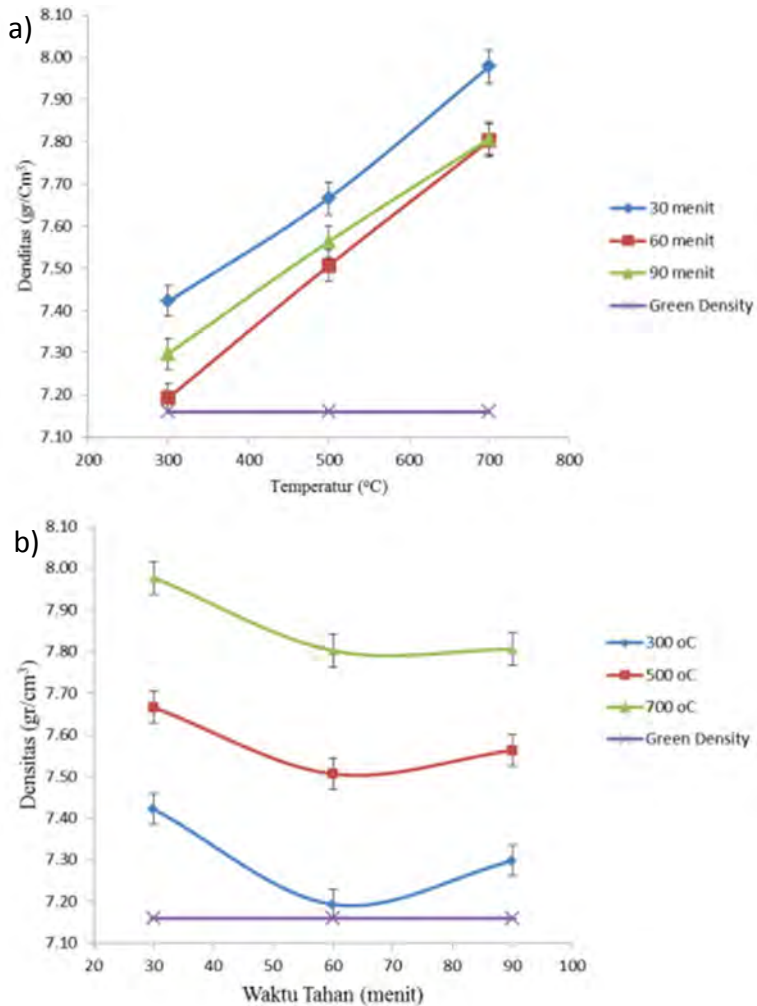 a)
8.10
8.00
7.90
7.80
7.70
7.60
7.50
7.40
7.30
7.20
7.10
200 300 400 500 600 700 800
Denditas (gr/Cm³)
Temperatur (⁰C)
30 menit
60 menit
90 menit
Green Density
b)
8.10
8.00
7.90
7.80
7.70
7.60
7.50
7.40
7.30
7.20
7.10
20 30 40 50 60 70 80 90 100
Densitas (gr/cm³)
Waktu Tahan (menit)
300 oC
500 oC
700 oC
Green Density